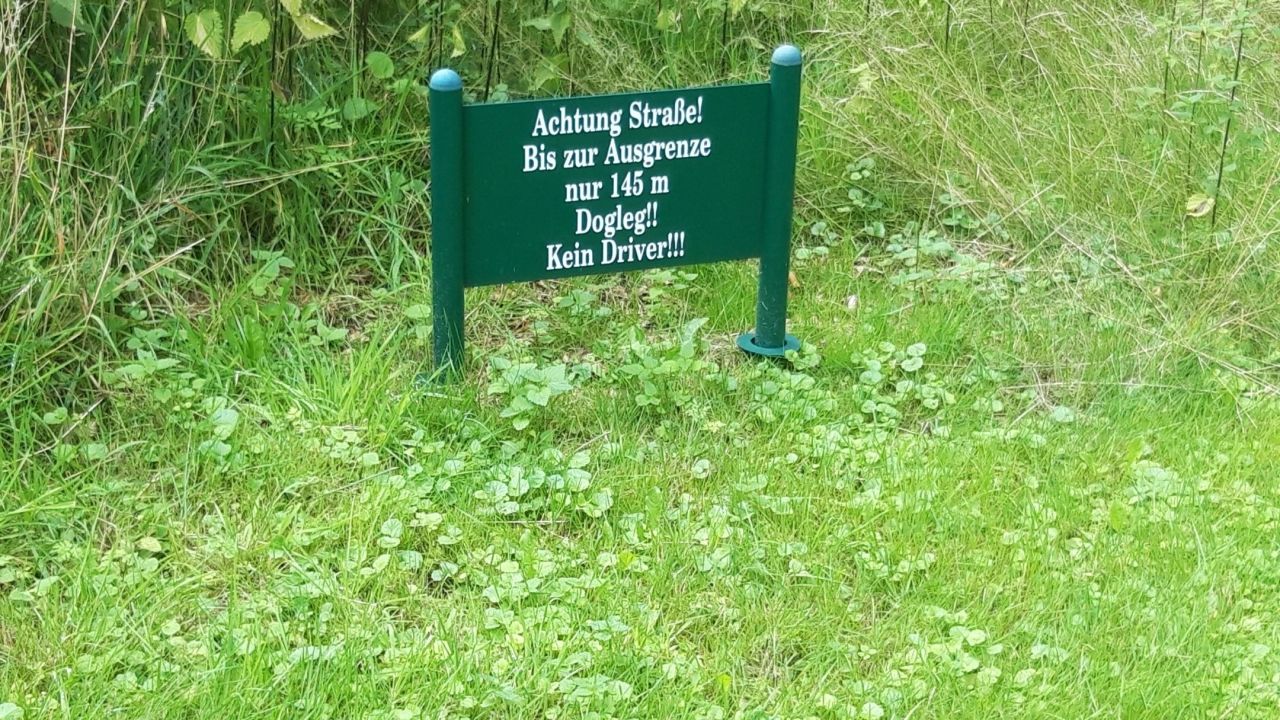 Achtung Straße!
Bis zur Ausgrenze
nur 145 m
Dogleg!!
Kein Driver!!!